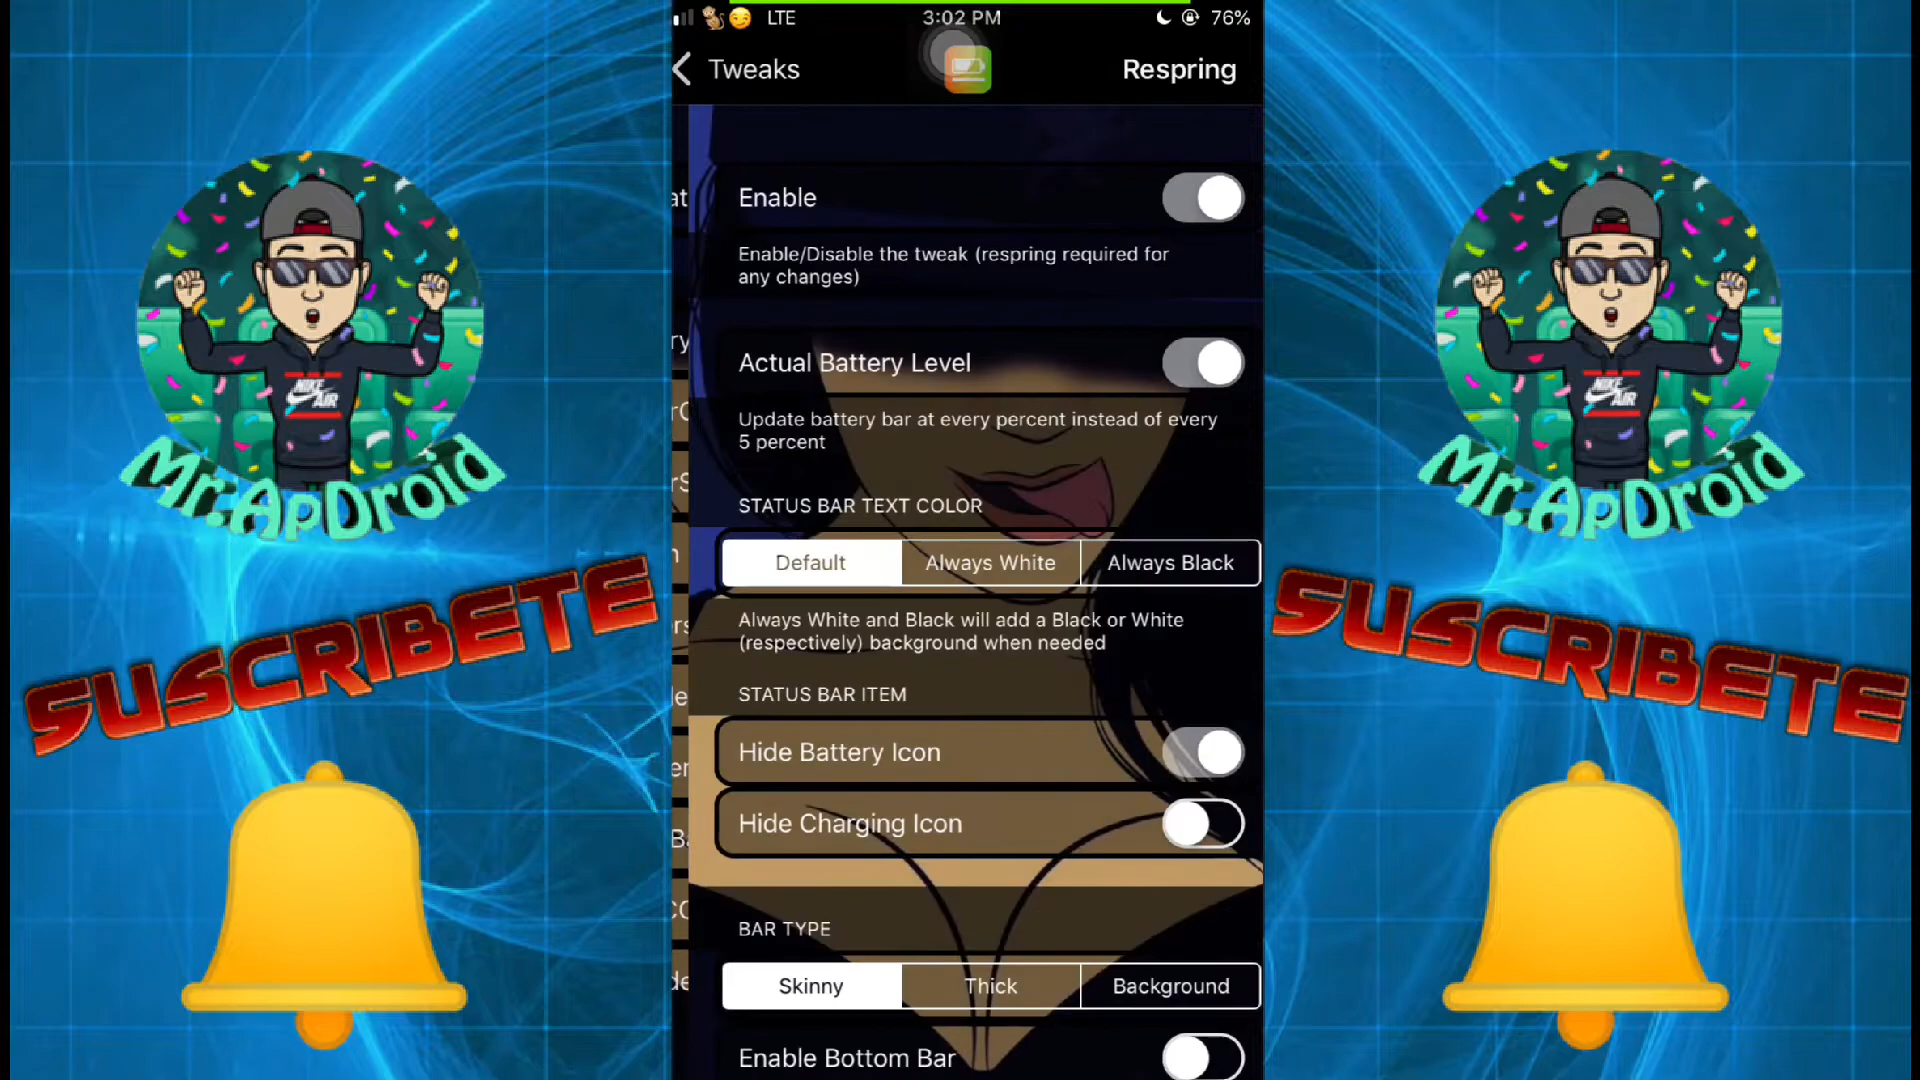 LTE
3:02 PM
76%
Tweaks
Respring
Enable
Enable/Disable the tweak (respring required for
any changes)
Actual Battery Level
Update battery bar at every percent instead of every
5 percent
STATUS BAR TEXT COLOR
Default
Always White
Always Black
Always White and Black will add a Black or White
(respectively) background when needed
STATUS BAR ITEM
Hide Battery Icon
Hide Charging Icon
BAR TYPE
Skinny
Thick
Background
Enable Bottom Bar
NIKE
AIR
Mr.ApDroid
SUSCRIBETE
NIKE
AIR
Mr.ApDroid
SUSCRIBETE